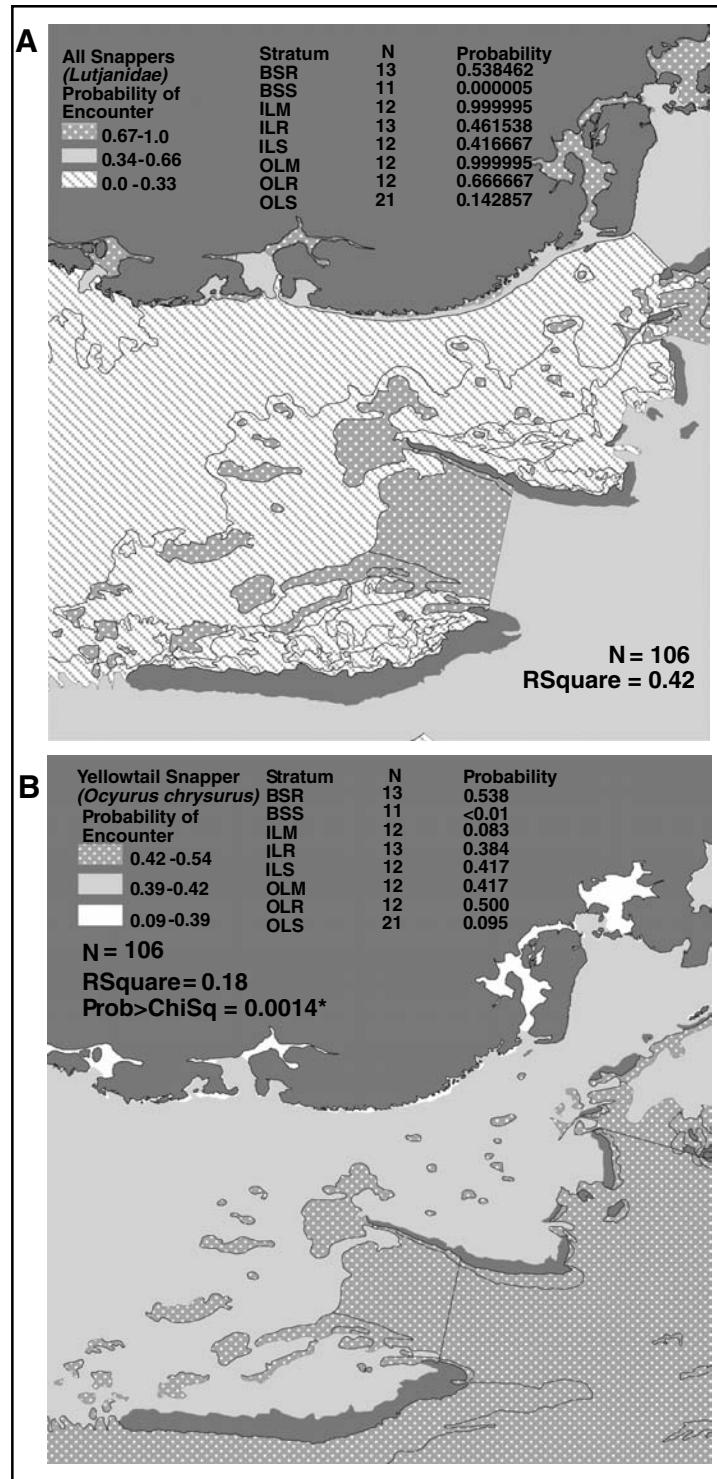 A
All Snappers
(Lutjanidae)
Probability of
Encounter
0.67-1.0
0.34-0.66
0.0-0.33
Stratum N Probability
BSR 13 0.538462
BSS 11 0.000005
ILM 12 0.999995
ILR 13 0.461538
ILS 12 0.416667
OLM 12 0.999995
OLR 12 0.666667
OLS 21 0.142857
N = 106
RSquare = 0.42
B
Yellowtail Snapper
(Ocyurus chrysurus)
Probability of
Encounter
0.42-0.54
0.39-0.42
0.09-0.39
Stratum N Probability
BSR 13 0.538
BSS 11 <0.01
ILM 12 0.083
ILR 13 0.384
ILS 12 0.417
OLM 12 0.417
OLR 12 0.500
OLS 21 0.095
N = 106
RSquare = 0.18
Prob>ChiSq = 0.0014*